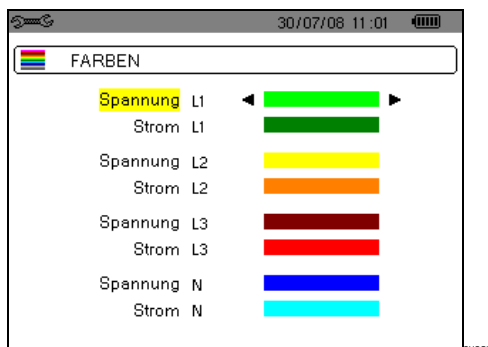 30/07/08 11:01
FARBEN
Spannung L1
Strom L1
Spannung L2
Strom L2
Spannung L3
Strom L3
Spannung N
Strom N